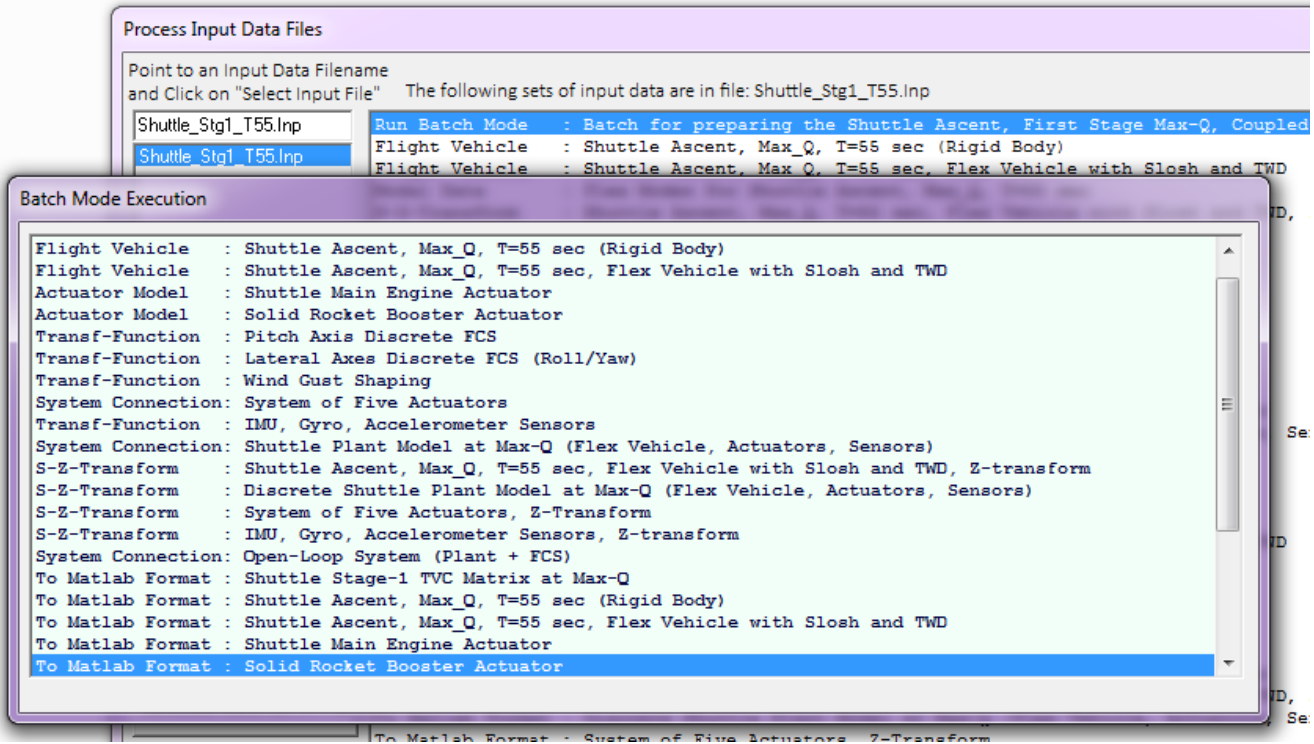 Process Input Data Files
Point to an Input Data Filename
and Click on "Select Input File"
The following sets of input data are in file: Shuttle_Stg1_T55.Inp
Shuttle_Stg1_T55.Inp
Shuttle_Stg1_T55.Inp
Run Batch Mode : Batch for preparing the Shuttle Ascent, First Stage Max-Q, Coupled
Flight Vehicle : Shuttle Ascent, Max_Q, T=55 sec (Rigid Body)
Flight Vehicle : Shuttle Ascent, Max_Q, T=55 sec, Flex Vehicle with Slosh and TWD
Batch Mode Execution
Flight Vehicle : Shuttle Ascent, Max_Q, T=55 sec (Rigid Body)
Flight Vehicle : Shuttle Ascent, Max_Q, T=55 sec, Flex Vehicle with Slosh and TWD
Actuator Model : Shuttle Main Engine Actuator
Actuator Model : Solid Rocket Booster Actuator
Transf-Function : Pitch Axis Discrete FCS
Transf-Function : Lateral Axes Discrete FCS (Roll/Yaw)
Transf-Function : Wind Gust Shaping
System Connection: System of Five Actuators
Transf-Function : IMU, Gyro, Accelerometer Sensors
System Connection: Shuttle Plant Model at Max-Q (Flex Vehicle, Actuators, Sensors)
S-Z-Transform : Shuttle Ascent, Max_Q, T=55 sec, Flex Vehicle with Slosh and TWD, Z-transform
S-Z-Transform : Discrete Shuttle Plant Model at Max-Q (Flex Vehicle, Actuators, Sensors)
S-Z-Transform : System of Five Actuators, Z-Transform
S-Z-Transform : IMU, Gyro, Accelerometer Sensors, Z-transform
System Connection: Open-Loop System (Plant + FCS)
To Matlab Format : Shuttle Stage-1 TVC Matrix at Max-Q
To Matlab Format : Shuttle Ascent, Max_Q, T=55 sec (Rigid Body)
To Matlab Format : Shuttle Ascent, Max_Q, T=55 sec, Flex Vehicle with Slosh and TWD
To Matlab Format : Shuttle Main Engine Actuator
To Matlab Format : Solid Rocket Booster Actuator
To Matlab Format : System of Five Actuators, Z-Transform